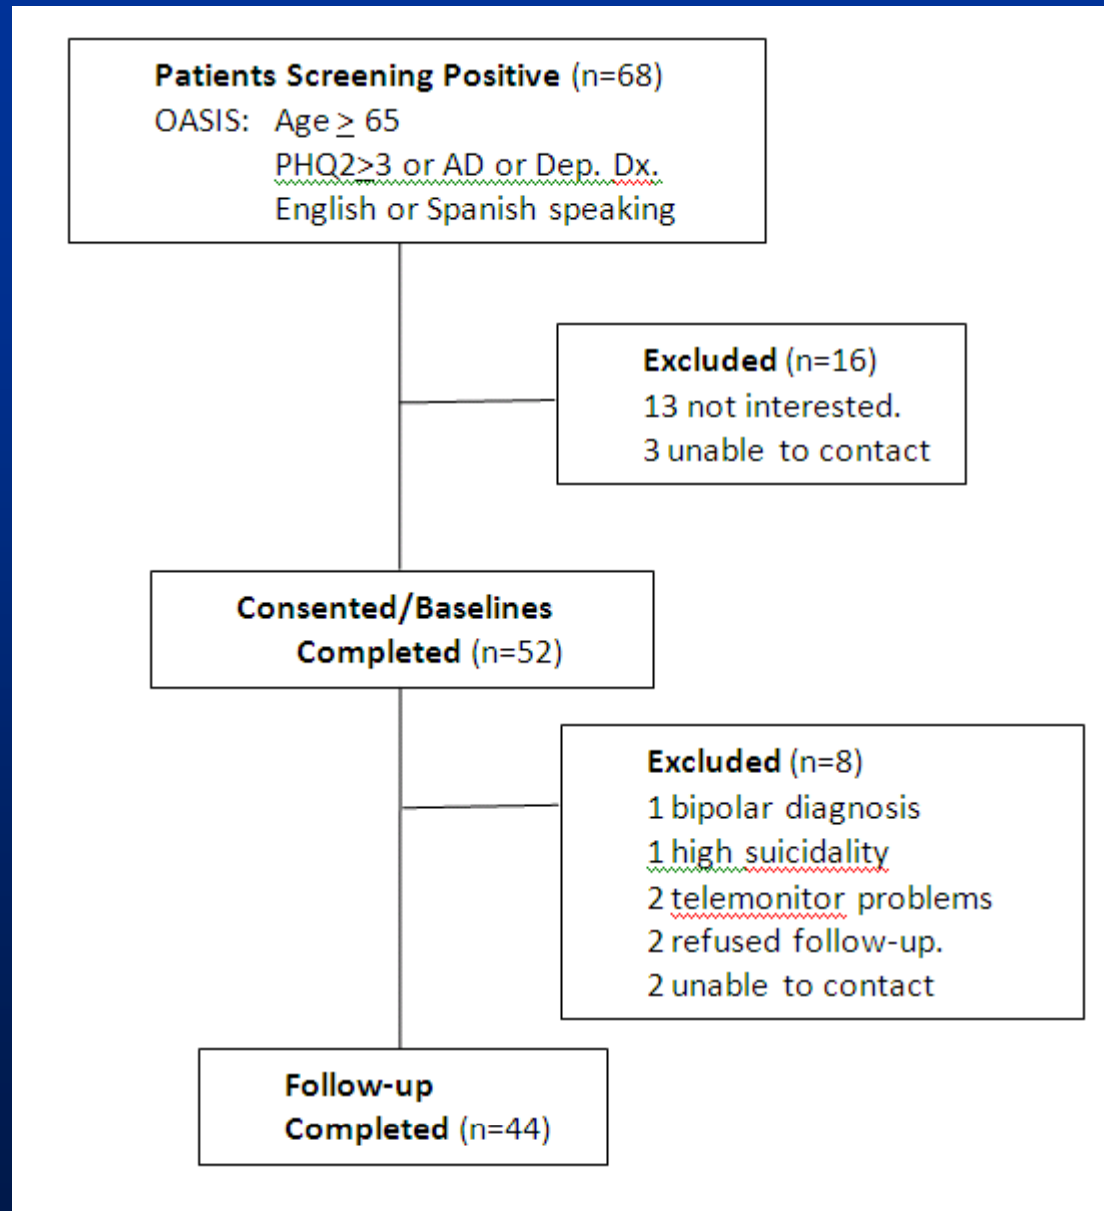 Patients Screening Positive (n=68)
OASIS: Age ≥ 65
PHQ2≥3 or AD or Dep. Dx.
English or Spanish speaking
Excluded (n=16)
13 not interested.
3 unable to contact
Consented/Baselines
Completed (n=52)
Excluded (n=8)
1 bipolar diagnosis
1 high suicidality
2 telemonitor problems
2 refused follow-up.
2 unable to contact
Follow-up
Completed (n=44)